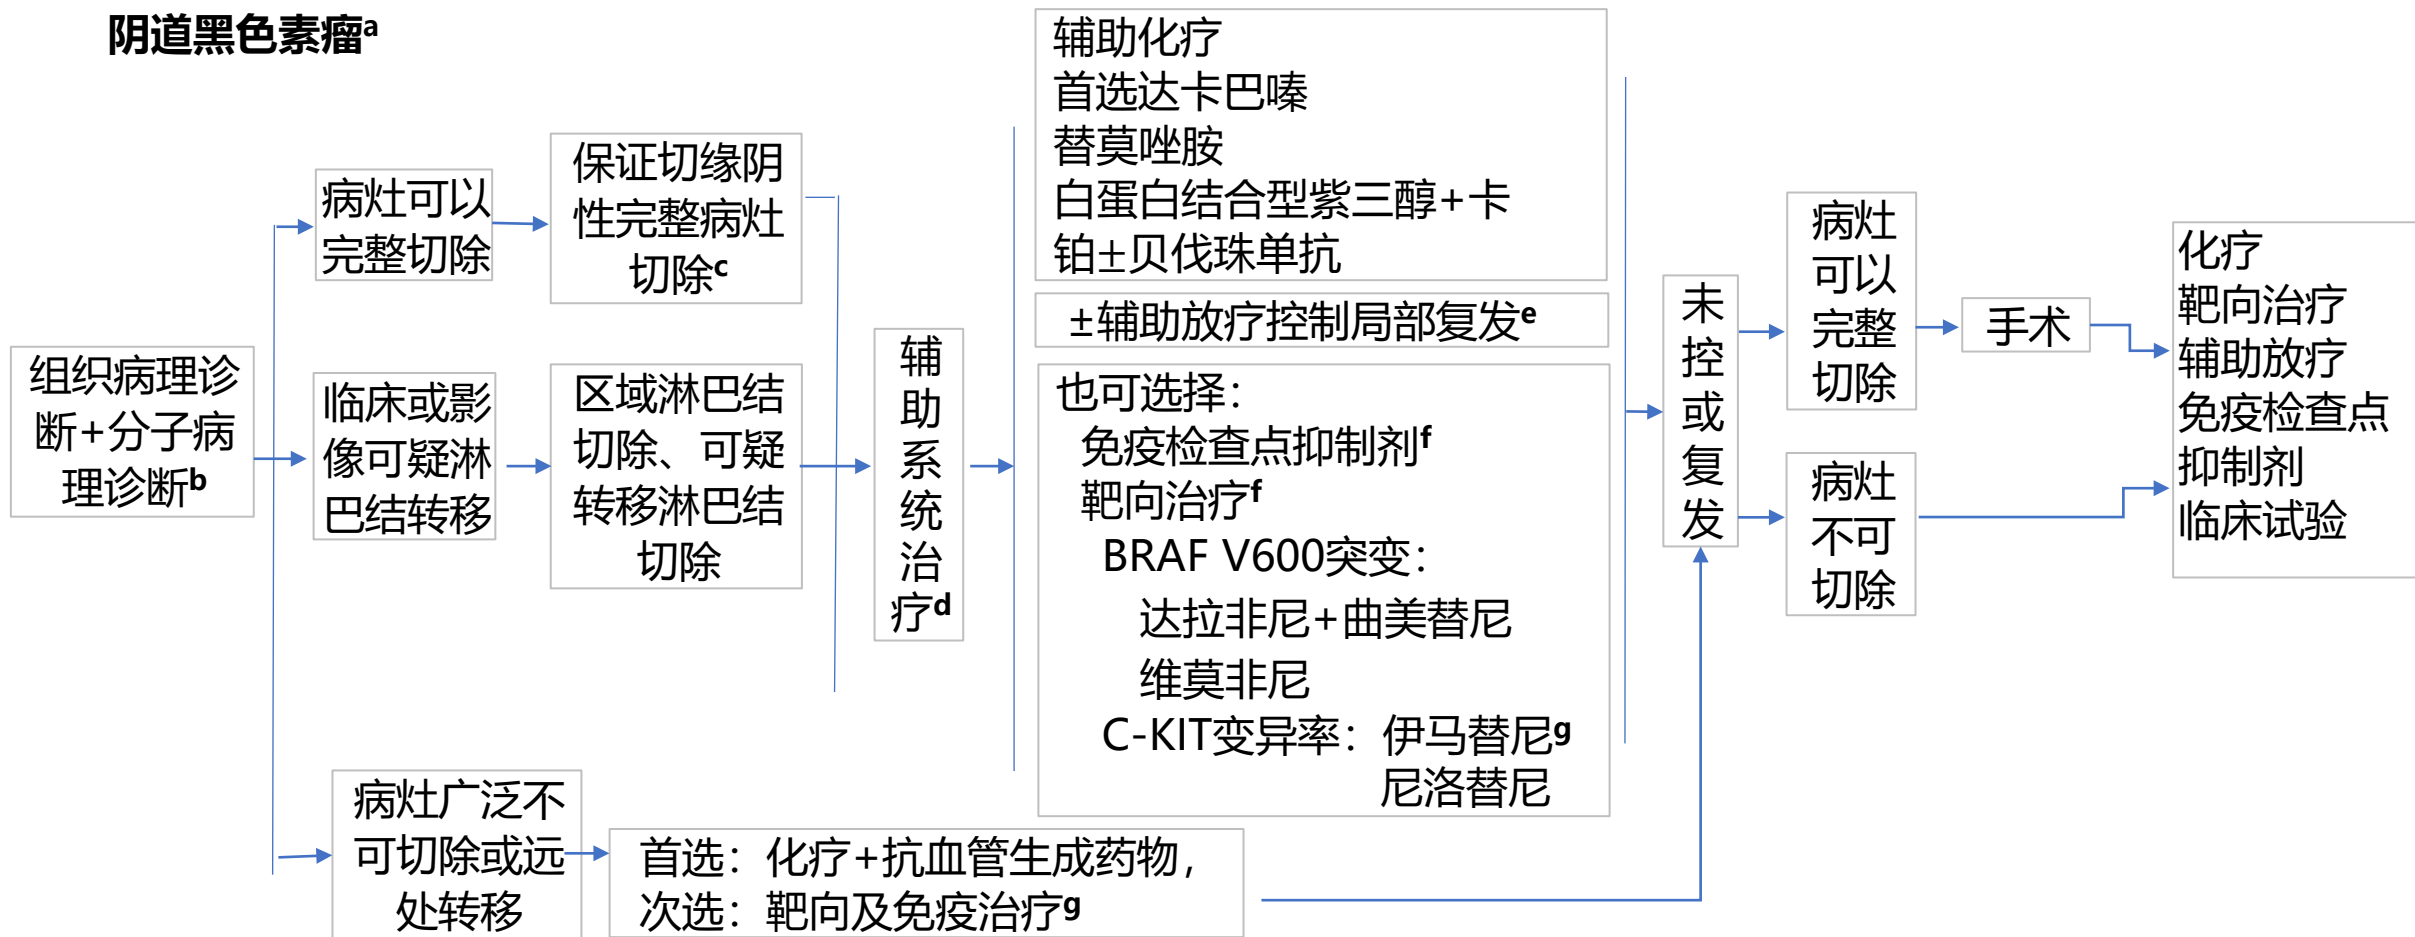 阴道黑色素瘤a
组织病理诊
断+分子病
理诊断b
病灶可以
完整切除
保证切缘阴
性完整病灶
切除c
临床或影
像可疑淋
巴结转移
区域淋巴结
切除、可疑
转移淋巴结
切除
病灶广泛不
可切除或远
处转移
首选：化疗+抗血管生成药物，
次选：靶向及免疫治疗g
辅
助
系
统
治
疗d
辅助化疗
首选达卡巴嗪
替莫唑胺
白蛋白结合型紫三醇+卡
铂±贝伐珠单抗
±辅助放疗控制局部复发e
也可选择：
免疫检查点抑制剂f
靶向治疗f
BRAF V600突变：
达拉非尼+曲美替尼
维莫非尼
C-KIT变异率：伊马替尼g
尼洛替尼
未
控
或
复
发
病灶
可以
完整
切除
手术
病灶
不可
切除
化疗
靶向治疗
辅助放疗
免疫检查点
抑制剂
临床试验